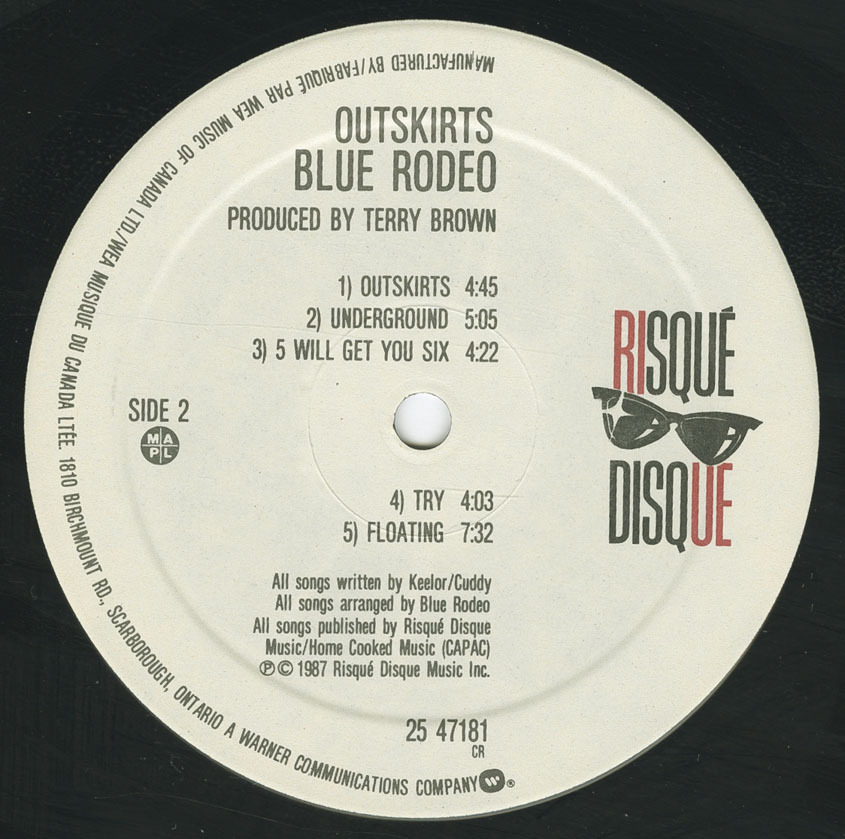 MANUFACTURED BY/FABRIQUÉ PAR WEA MUSIC OF CANADA LTD./WEA MUSIQUE DU CANADA LTÉE. 1810 BIRCHMOUNT RD., SCARBOROUGH, ONTARIO A WARNER COMMUNICATIONS COMPANY ®
OUTSKIRTS
BLUE RODEO
PRODUCED BY TERRY BROWN
1) OUTSKIRTS 4:45
2) UNDERGROUND 5:05
3) 5 WILL GET YOU SIX 4:22
RISQUÉ
DISQUE
SIDE 2
MAPL
4) TRY 4:03
5) FLOATING 7:32
All songs written by Keelor/Cuddy
All songs arranged by Blue Rodeo
All songs published by Risqué Disque
Music/Home Cooked Music (CAPAC)
℗ © 1987 Risqué Disque Music Inc.
25 47181
CR